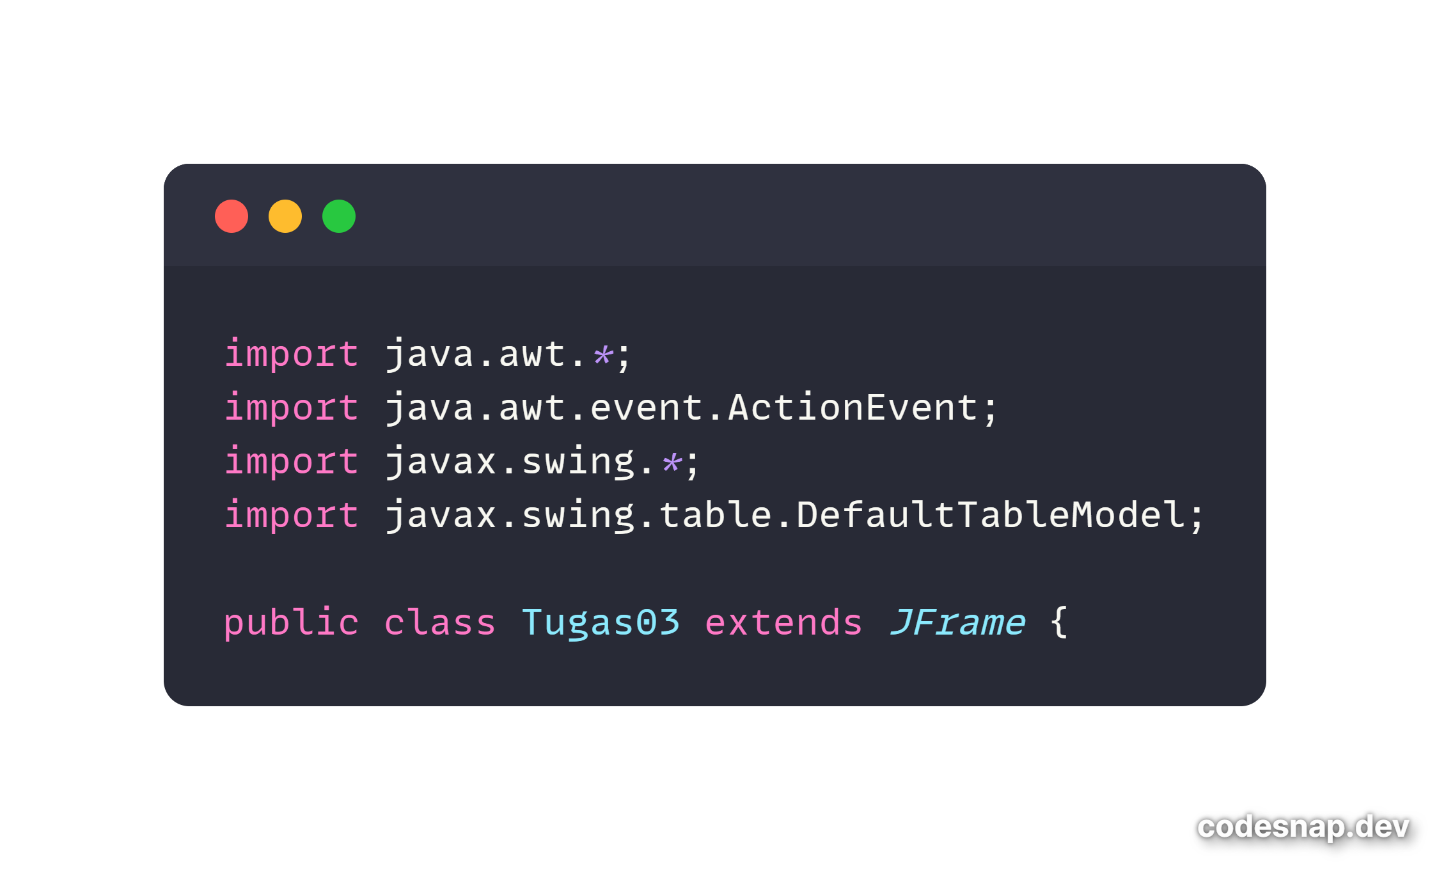 import java.awt.*;
import java.awt.event.ActionEvent;
import javax.swing.*;
import javax.swing.table.DefaultTableModel;
public class Tugas03 extends JFrame {
codesnap.dev